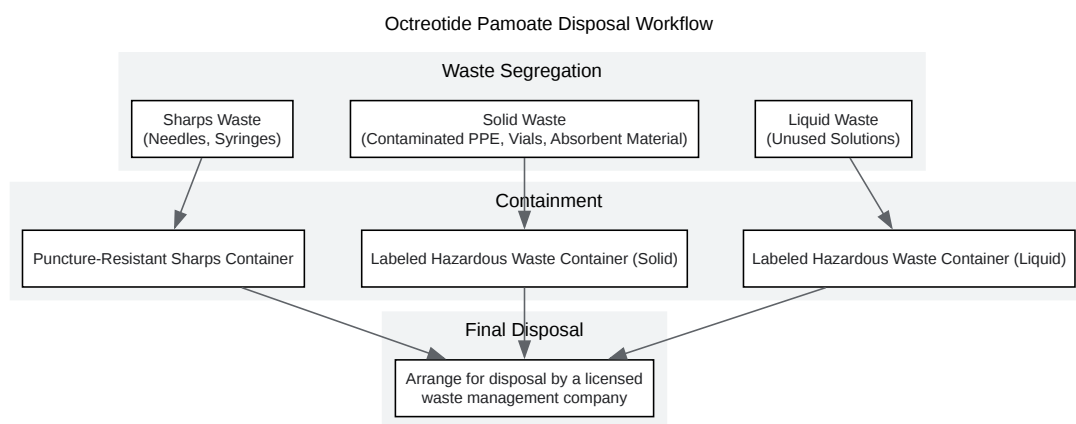 Octreotide Pamoate Disposal Workflow
Waste Segregation
Sharps Waste
(Needles, Syringes)
Solid Waste
(Contaminated PPE, Vials, Absorbent Material)
Liquid Waste
(Unused Solutions)
Containment
Puncture-Resistant Sharps Container
Labeled Hazardous Waste Container (Solid)
Labeled Hazardous Waste Container (Liquid)
Final Disposal
Arrange for disposal by a licensed
waste management company